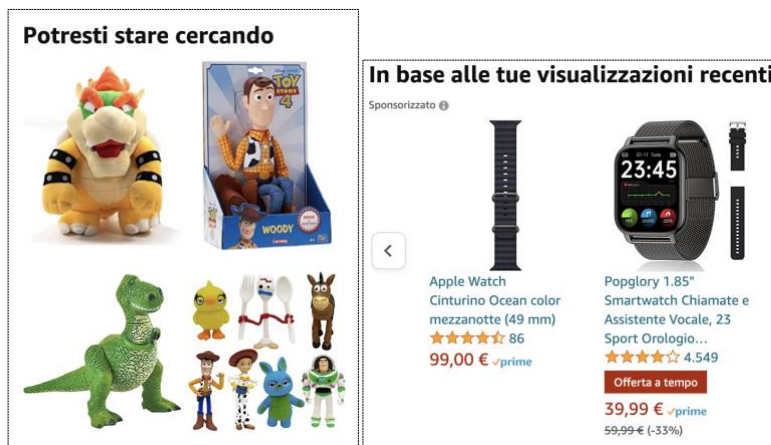 Potresti stare cercando
TOY
STORY
4
WOODY
In base alle tue visualizzazioni recenti
Sponsorizzato
23:45
Apple Watch
Cinturino Ocean color
mezzanotte (49 mm)
86
99,00 € prime
Popglory 1.85"
Smartwatch Chiamate e
Assistente Vocale, 23
Sport Orologio...
4.549
Offerta a tempo
39,99 € prime
59,99 € (-33%)